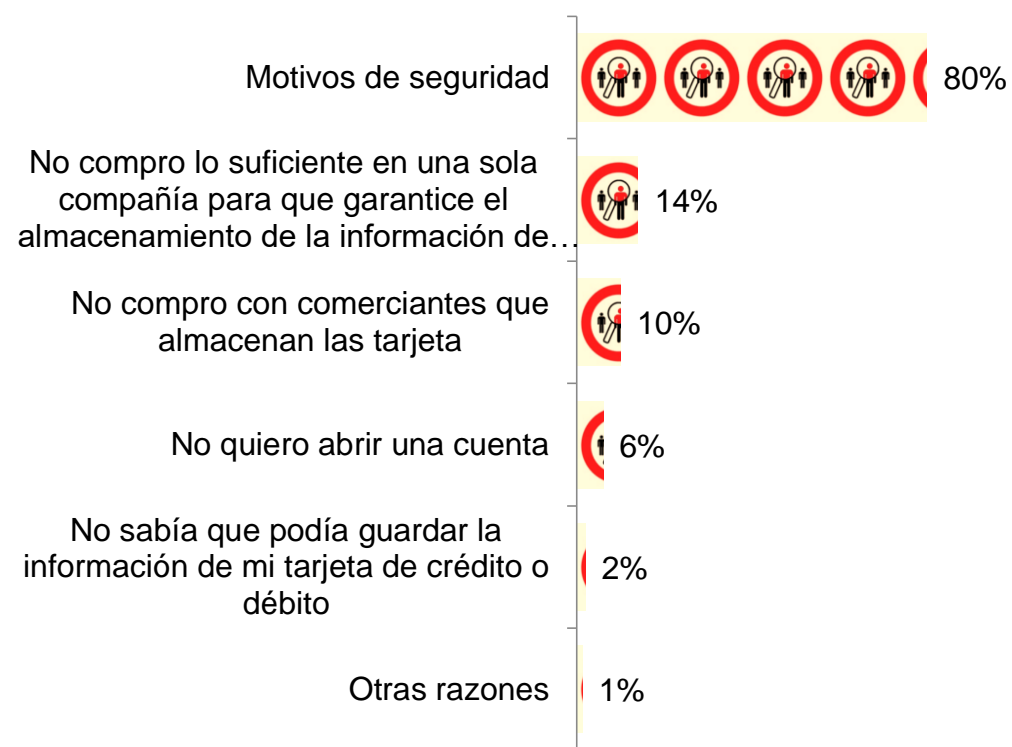 Motivos de seguridad
80%
No compro lo suficiente en una sola
compañía para que garantice el
almacenamiento de la información de…
14%
No compro con comerciantes que
almacenan las tarjeta
10%
No quiero abrir una cuenta
6%
No sabía que podía guardar la
información de mi tarjeta de crédito o
débito
2%
Otras razones
1%